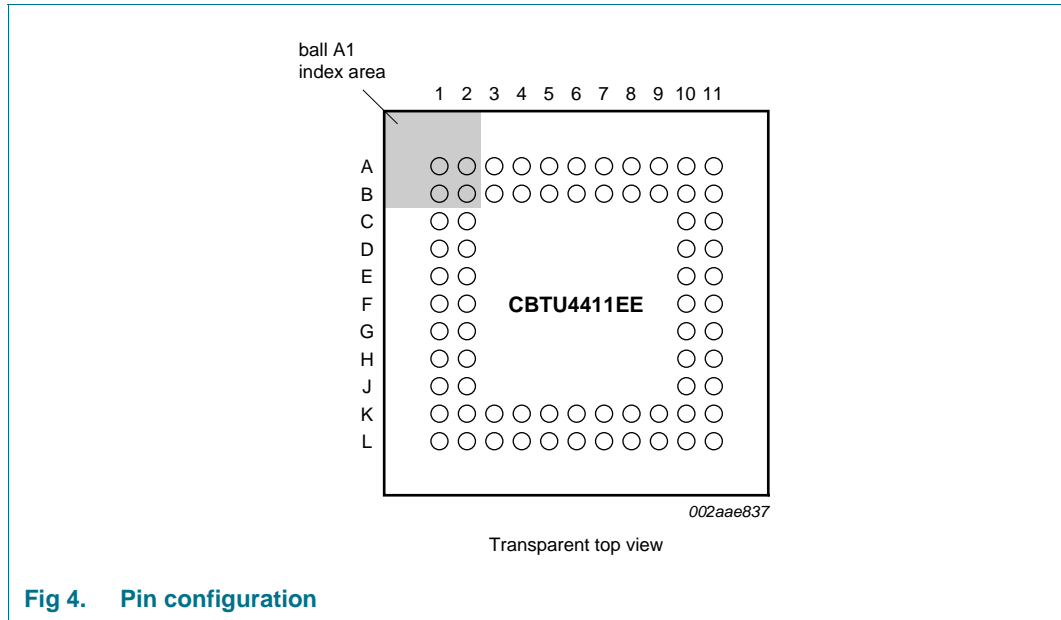 ball A1
index area
1 2 3 4 5 6 7 8 9 10 11
A
B
C
D
E
F CBTU4411EE
G
H
J
K
L
002aae837
Transparent top view
Fig 4. Pin configuration